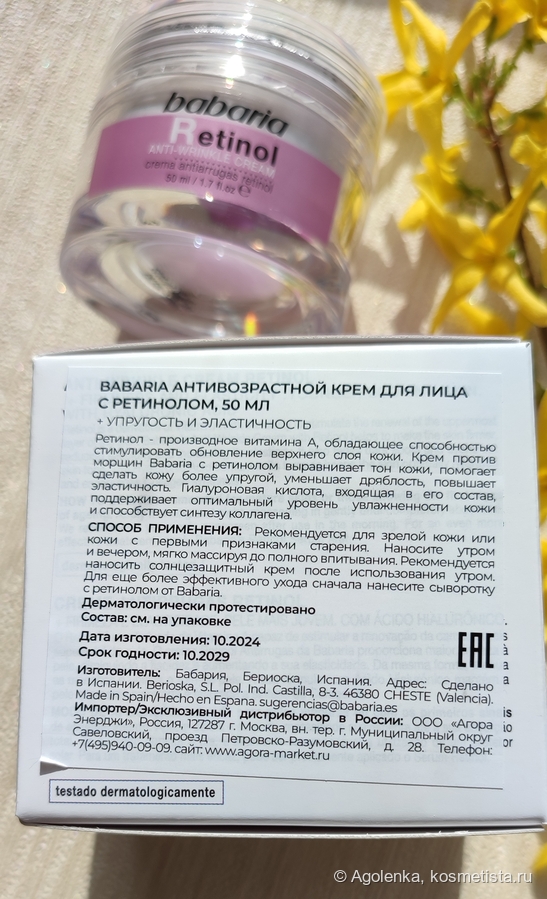 babaria
Retinol
ANTI-WRINKLE CREAM
crema antiarrugas retinol
50 ml / 1.7 fl.oz ℮
BABARIA АНТИВОЗРАСТНОЙ КРЕМ ДЛЯ ЛИЦА
С РЕТИНОЛОМ, 50 МЛ
+ УПРУГОСТЬ И ЭЛАСТИЧНОСТЬ
Ретинол - производное витамина А, обладающее способностью
стимулировать обновление верхнего слоя кожи. Крем против
морщин Babaria с ретинолом выравнивает тон кожи, помогает
сделать кожу более упругой, уменьшает дряблость, повышает
эластичность. Гиалуроновая кислота, входящая в его состав,
поддерживает оптимальный уровень увлажненности кожи
и способствует синтезу коллагена.
СПОСОБ ПРИМЕНЕНИЯ: Рекомендуется для зрелой кожи или
кожи с первыми признаками старения. Наносите утром
и вечером, мягко массируя до полного впитывания. Рекомендуется
наносить солнцезащитный крем после использования утром.
Для еще более эффективного ухода сначала нанесите сыворотку
с ретинолом от Babaria.
Дерматологически протестировано
Состав: см. на упаковке
Дата изготовления: 10.2024
Срок годности: 10.2029
EAC
Изготовитель: Бабария, Бериоска, Испания. Адрес: Сделано
в Испании. Berioska, S.L. Pol. Ind. Castilla, 8-3. 46380 CHESTE (Valencia).
Made in Spain/Hecho en Espana. sugerencias@babaria.es
Импортер/Эксклюзивный дистрибьютор в России: ООО «Агора
Энерджи», Россия, 127287 г. Москва, вн. тер. г. Муниципальный округ
Савеловский, проезд Петровско-Разумовский, д. 28. Телефон:
+7(495)940-09-09. сайт: www.agora-market.ru
testado dermatologicamente
© Agolenka, kosmetista.ru